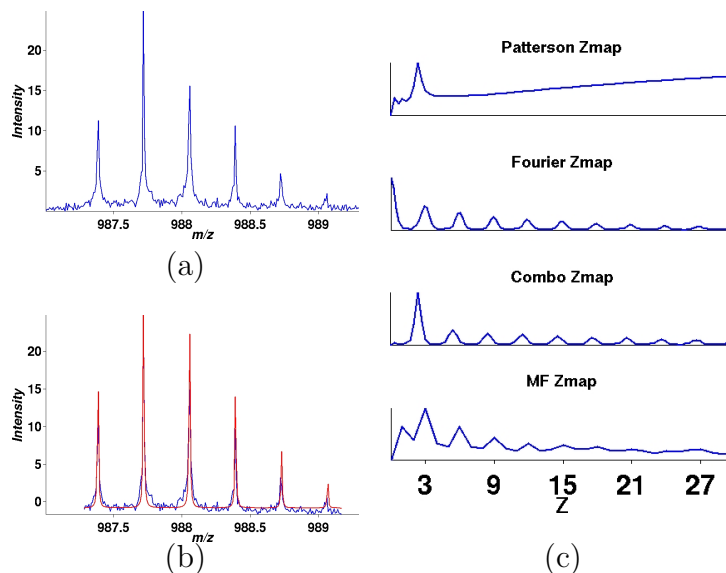 20
15
10
5
Intensity
987.5 988 988.5 989
m/z
(a)
20
15
10
5
0
Intensity
987.5 988 988.5 989
m/z
(b)
Patterson Zmap
Fourier Zmap
Combo Zmap
MF Zmap
3 9 15 21 27
Z
(c)